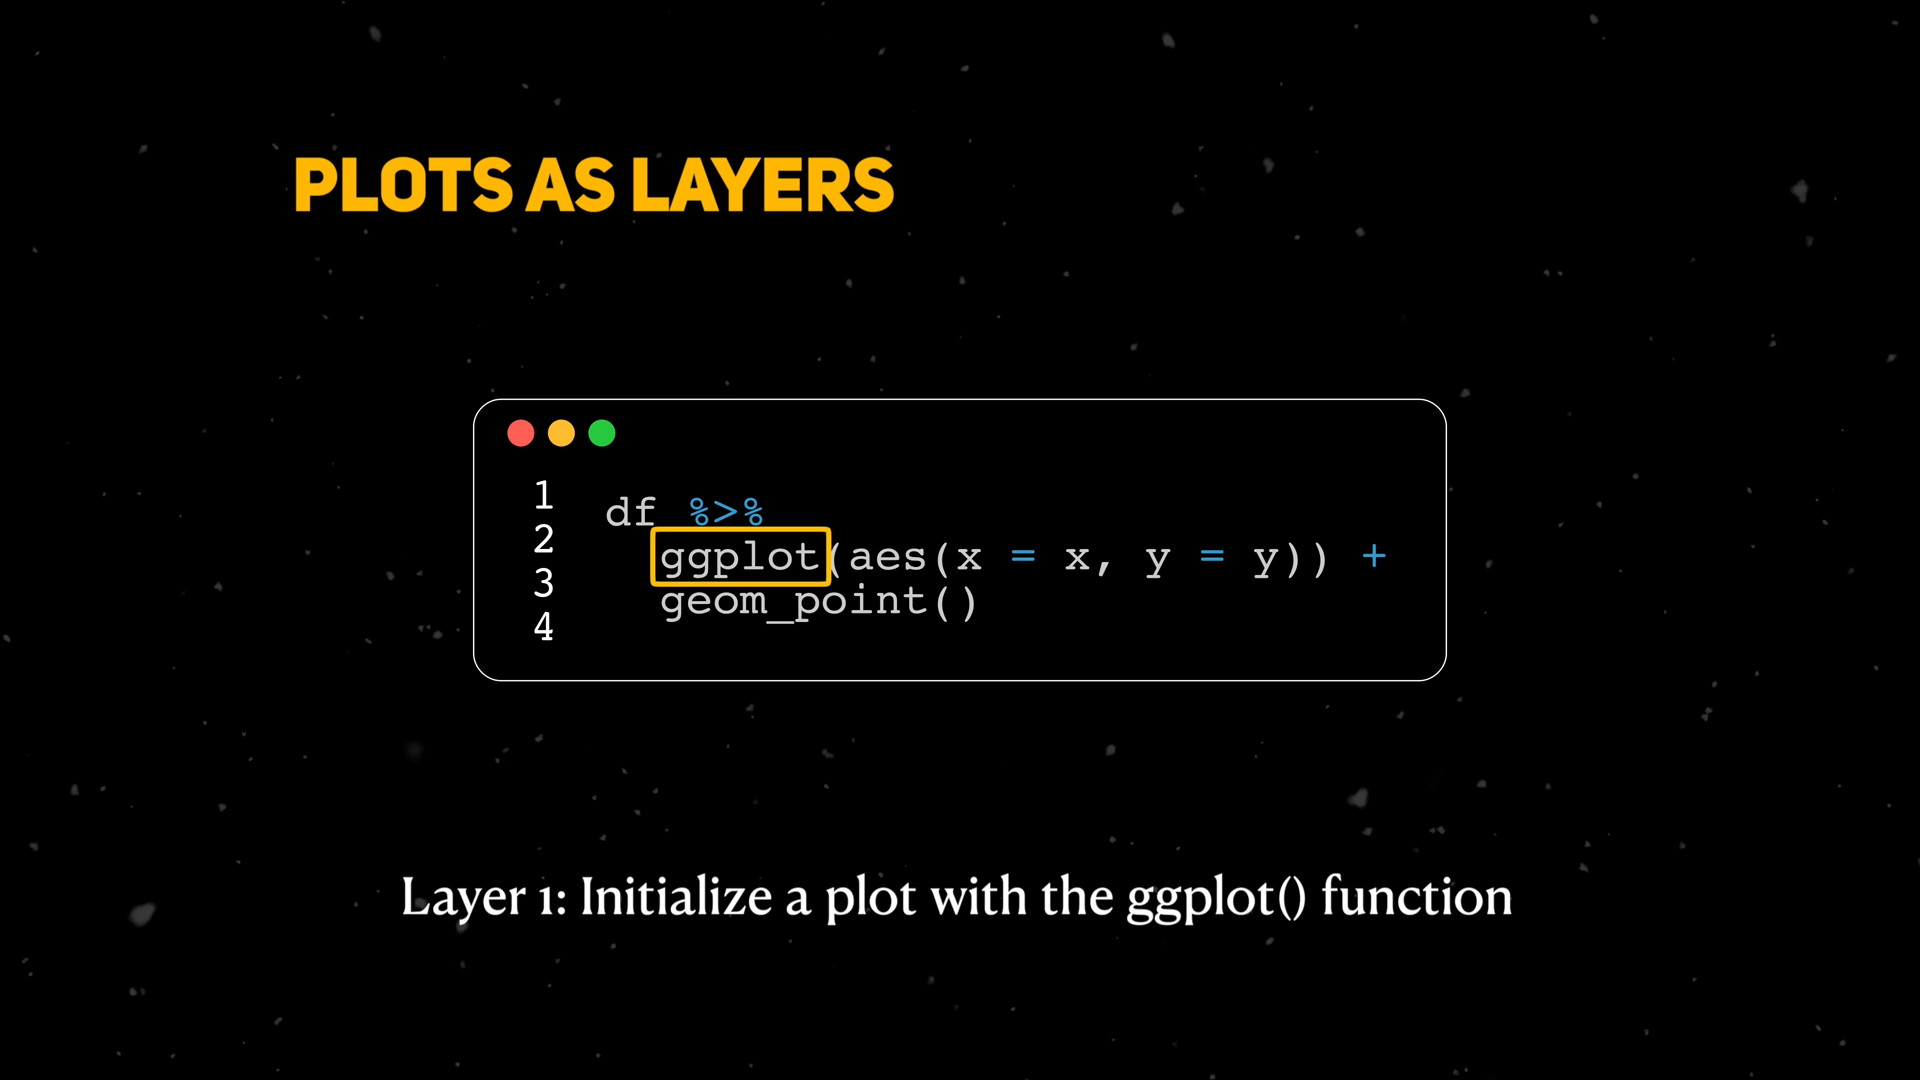 PLOTS AS LAYERS
1
df %>%
2
ggplot(aes(x = x, y = y)) +
3
geom_point()
4
Layer 1: Initialize a plot with the ggplot() function